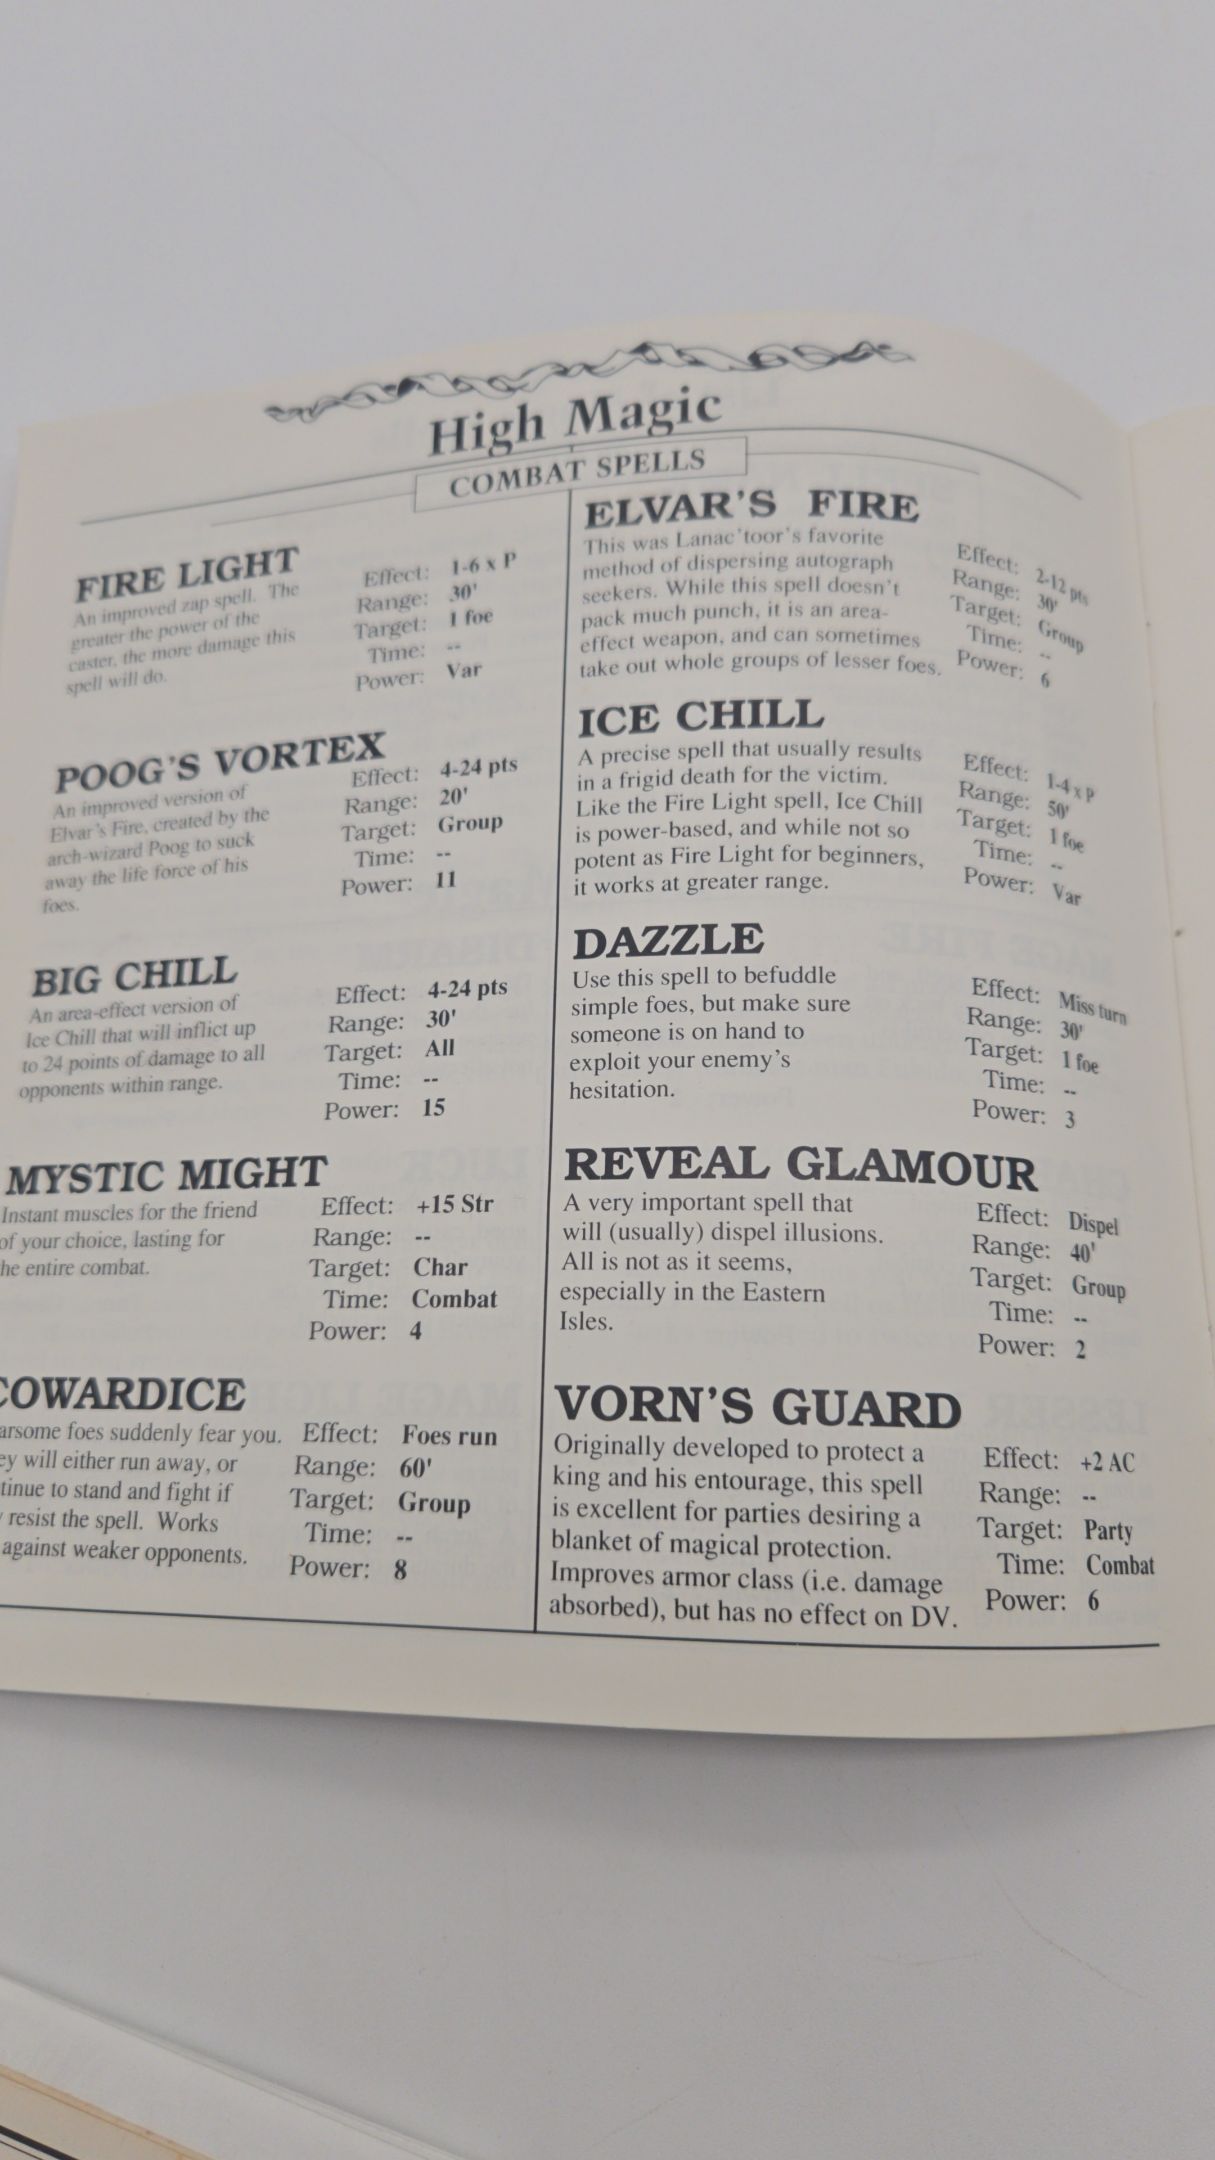 High Magic
COMBAT SPELLS
FIRE LIGHT
An improved zap spell. The
greater the power of the
caster, the more damage this
spell will do.
Effect: 1-6 x P
Range: 30'
Target: 1 foe
Time: --
Power: Var
POOG'S VORTEX
An improved version of
Elvar's Fire, created by the
arch-wizard Poog to suck
away the life force of his
foes.
Effect: 4-24 pts
Range: 20'
Target: Group
Time: --
Power: 11
BIG CHILL
An area-effect version of
Ice Chill that will inflict up
to 24 points of damage to all
opponents within range.
Effect: 4-24 pts
Range: 30'
Target: All
Time: --
Power: 15
MYSTIC MIGHT
Instant muscles for the friend
of your choice, lasting for
he entire combat.
Effect: +15 Str
Range: --
Target: Char
Time: Combat
Power: 4
COWARDICE
arsome foes suddenly fear you.
ey will either run away, or
tinue to stand and fight if
resist the spell. Works
against weaker opponents.
Effect: Foes run
Range: 60'
Target: Group
Time: --
Power: 8
ELVAR'S FIRE
This was Lanac'toor's favorite
method of dispersing autograph
seekers. While this spell doesn't
pack much punch, it is an area-
effect weapon, and can sometimes
take out whole groups of lesser foes.
Effect: 2-12 pts
Range: 30'
Target: Group
Time: --
Power: 6
ICE CHILL
A precise spell that usually results
in a frigid death for the victim.
Like the Fire Light spell, Ice Chill
is power-based, and while not so
potent as Fire Light for beginners,
it works at greater range.
Effect: 1-4 x P
Range: 50'
Target: 1 foe
Time: --
Power: Var
DAZZLE
Use this spell to befuddle
simple foes, but make sure
someone is on hand to
exploit your enemy's
hesitation.
Effect: Miss turn
Range: 30'
Target: 1 foe
Time: --
Power: 3
REVEAL GLAMOUR
A very important spell that
will (usually) dispel illusions.
All is not as it seems,
especially in the Eastern
Isles.
Effect: Dispel
Range: 40'
Target: Group
Time: --
Power: 2
VORN'S GUARD
Originally developed to protect a
king and his entourage, this spell
is excellent for parties desiring a
blanket of magical protection.
Improves armor class (i.e. damage
absorbed), but has no effect on DV.
Effect: +2 AC
Range: --
Target: Party
Time: Combat
Power: 6